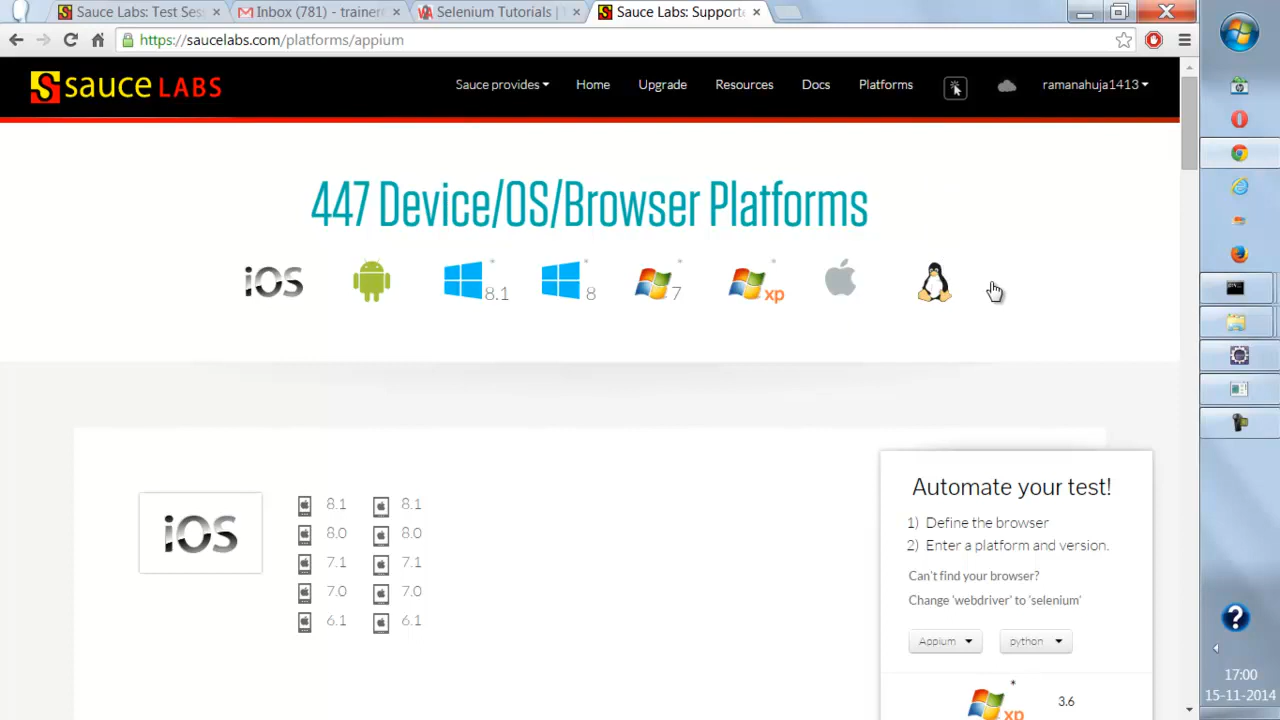 Sauce Labs: Test Sess
Inbox (781) - trainer
Selenium Tutorials |
Sauce Labs: Supporte
https://saucelabs.com/platforms/appium
sauce LABS
Sauce provides
Home
Upgrade
Resources
Docs
Platforms
ramanahuja1413
447 Device/OS/Browser Platforms
iOS
8.1
8
7
xp
iOS
8.1 8.1
8.0 8.0
7.1 7.1
7.0 7.0
6.1 6.1
Automate your test!
1) Define the browser
2) Enter a platform and version.
Can't find your browser?
Change 'webdriver' to 'selenium'
Appium
python
xp
*
3.6
17:00
15-11-2014